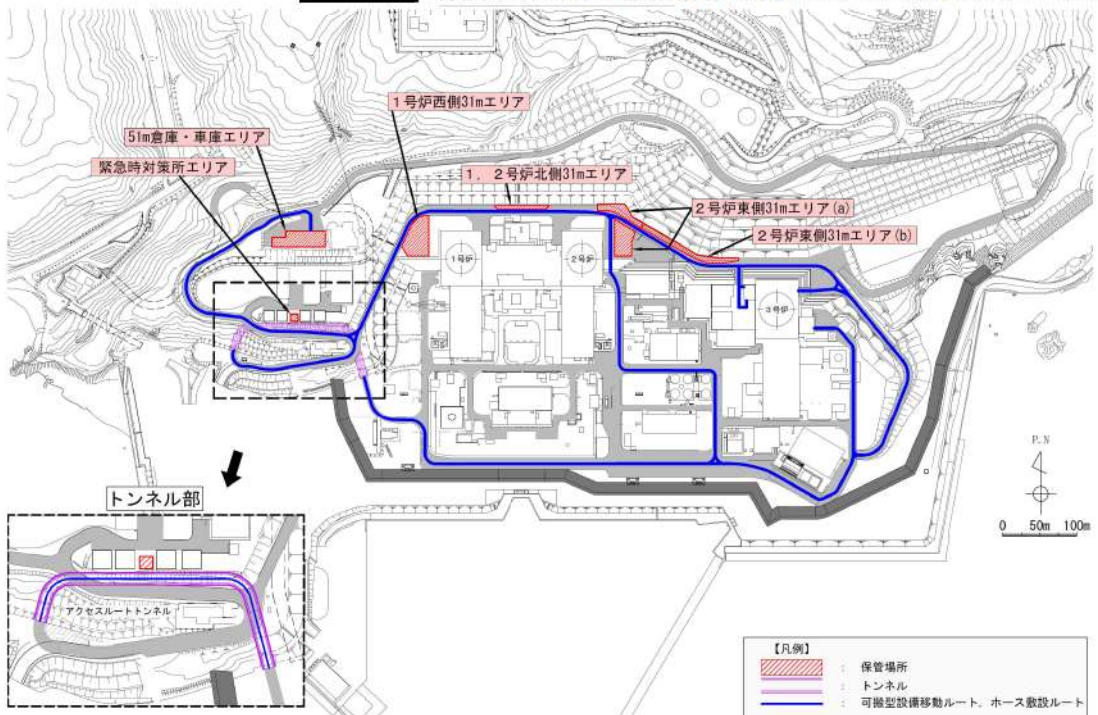 51m倉庫・車庫エリア
緊急時対策所エリア
1号炉西側31mエリア
1，2号炉北側31mエリア
2号炉東側31mエリア(a)
2号炉東側31mエリア(b)
1号炉
2号炉
3号炉
P.N
0 50m 100m
トンネル部
アクセスルートトンネル
【凡例】
： 保管場所
： トンネル
： 可搬型設備移動ルート，ホース敷設ルート